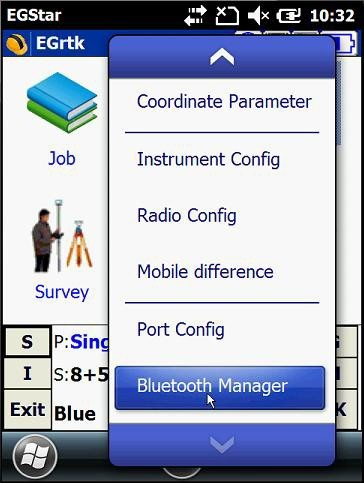 EGStar 10:32
EGrtk
Coordinate Parameter
Job
Instrument Config
Radio Config
Mobile difference
Survey
Port Config
S P:Sing
Bluetooth Manager
I S:8+5
Exit Blue K